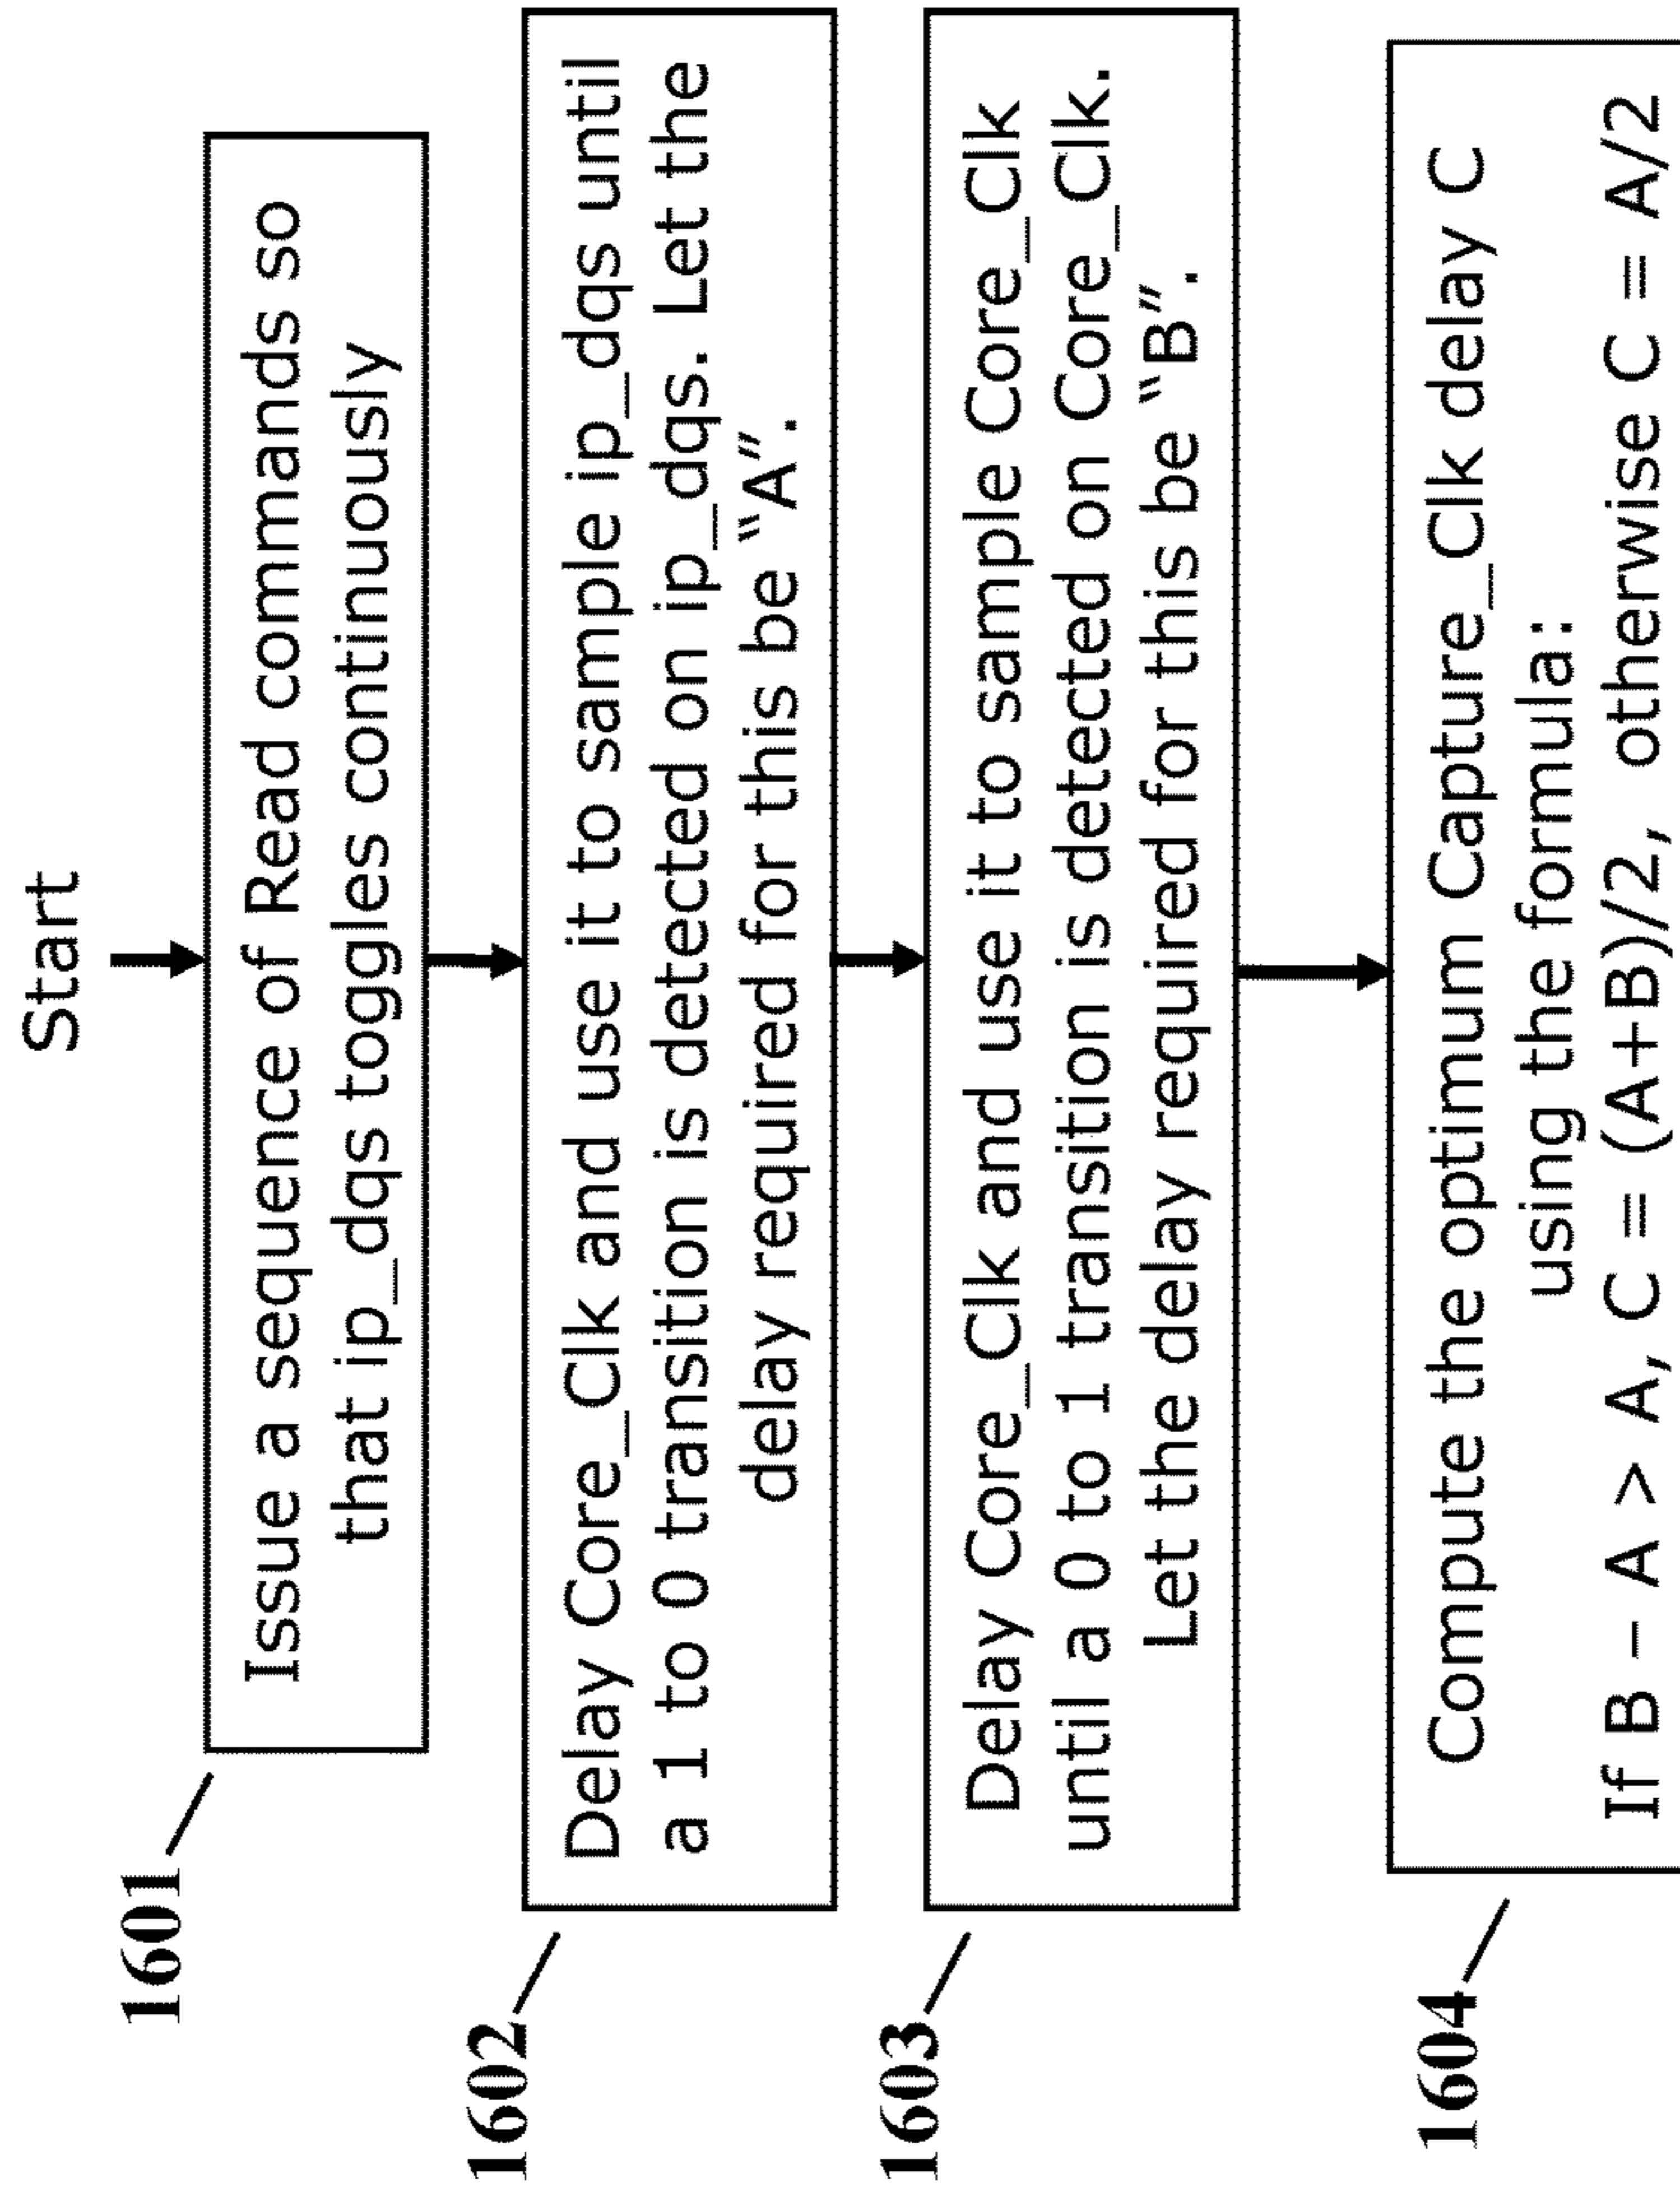 Start
1601
Issue a sequence of Read commands so
that ip_dqs toggles continuously
1602
Delay Core_Clk and use it to sample ip_dqs until
a 1 to 0 transition is detected on ip_dqs. Let the
delay required for this be “A”.
1603
Delay Core_Clk and use it to sample Core_Clk
until a 0 to 1 transition is detected on Core_Clk.
Let the delay required for this be “B”.
1604
Compute the optimum Capture_Clk delay C
using the formula:
If B – A > A, C = (A+B)/2, otherwise C = A/2